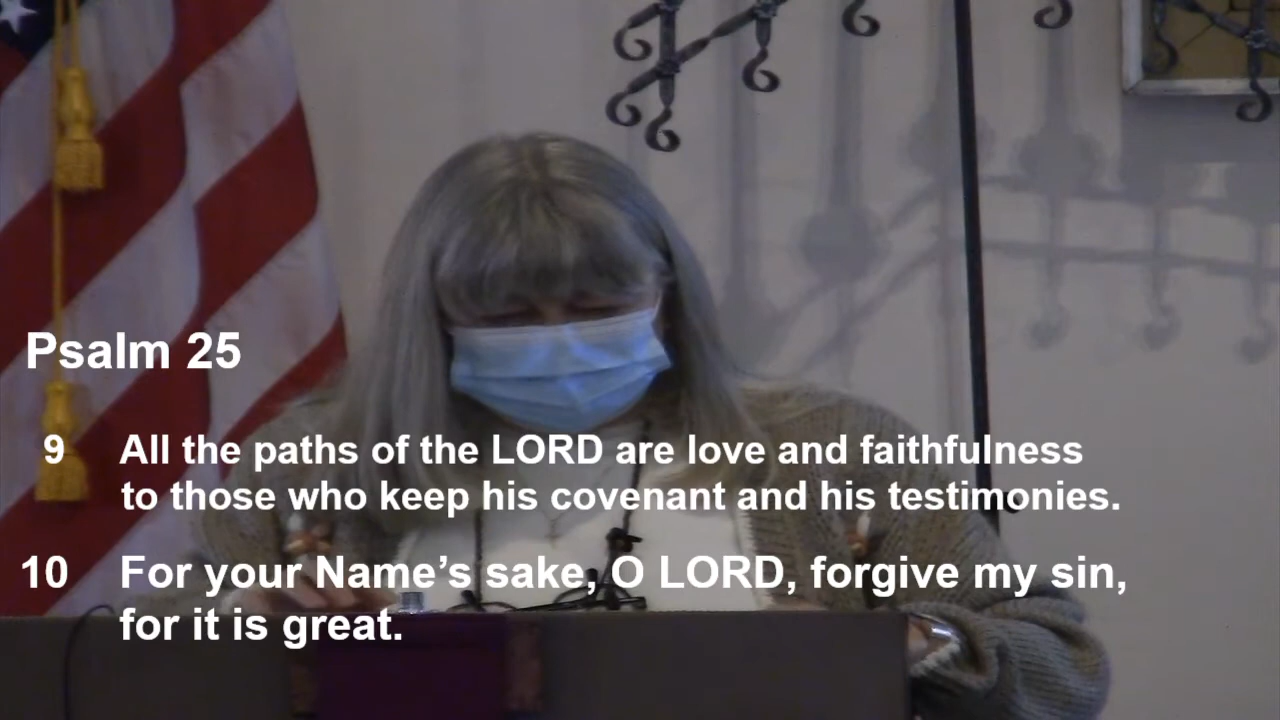 Psalm 25
9 All the paths of the LORD are love and faithfulness
to those who keep his covenant and his testimonies.
10 For your Name’s sake, O LORD, forgive my sin,
for it is great.